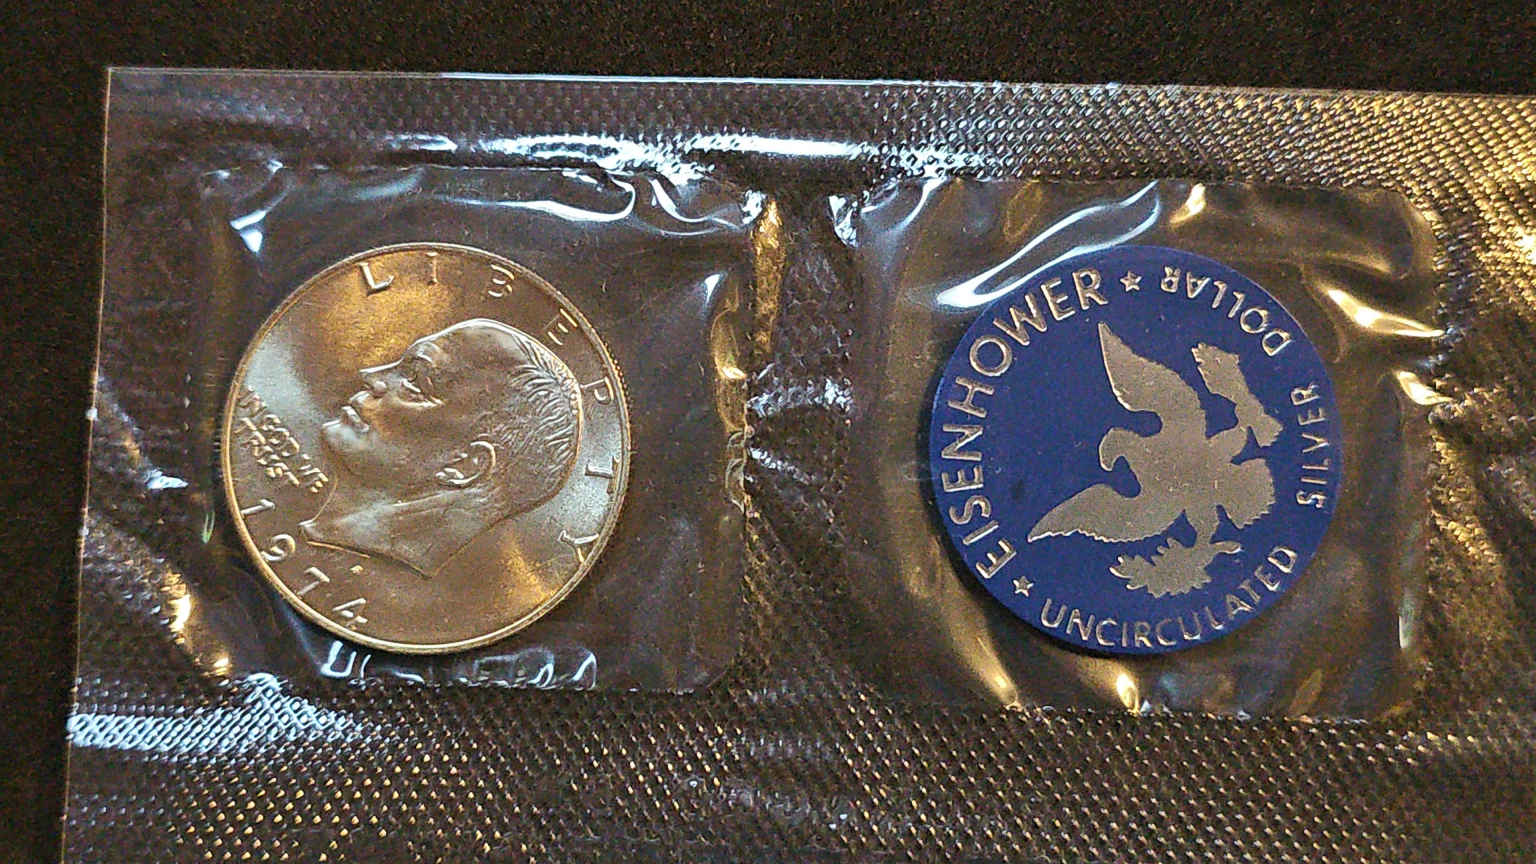 LIBERTY
IN GOD WE
TRUST
1974
EISENHOWER ★ DOLLAR
SILVER
★ UNCIRCULATED